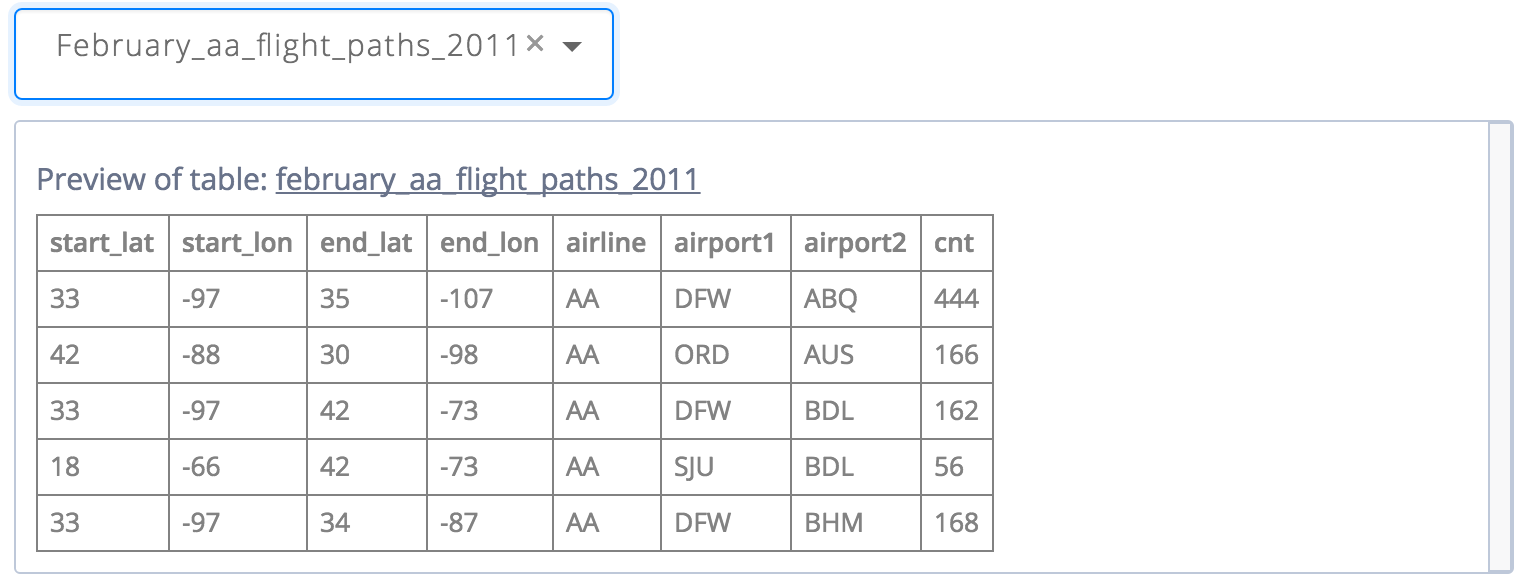 February_aa_flight_paths_2011× 
Preview of table: february_aa_flight_paths_2011
start_lat start_lon end_lat end_lon airline airport1 airport2 cnt
33 -97 35 -107 AA DFW ABQ 444
42 -88 30 -98 AA ORD AUS 166
33 -97 42 -73 AA DFW BDL 162
18 -66 42 -73 AA SJU BDL 56
33 -97 34 -87 AA DFW BHM 168